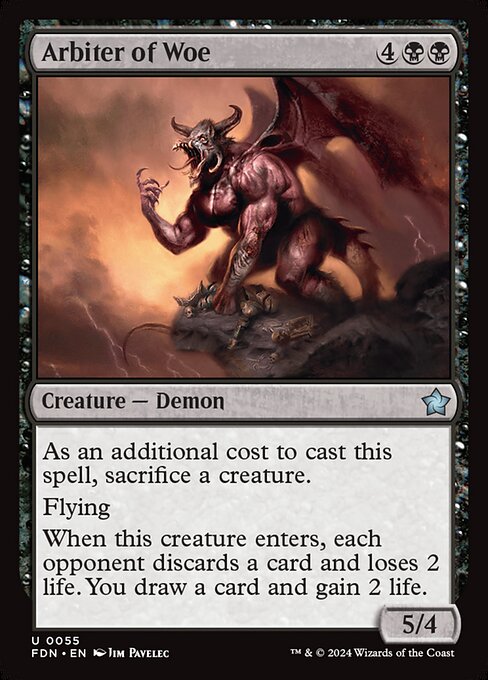 Arbiter of Woe 4
Creature — Demon
As an additional cost to cast this
spell, sacrifice a creature.
Flying
When this creature enters, each
opponent discards a card and loses 2
life. You draw a card and gain 2 life.
5/4
U 0055
FDN • EN Jim Pavelec ™ & © 2024 Wizards of the Coast